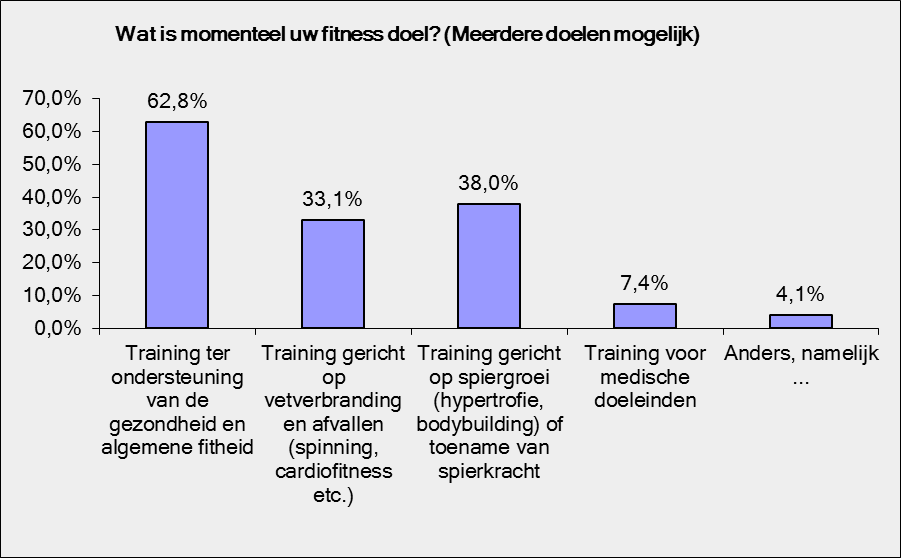 Wat is momenteel uw fitness doel? (Meerdere doelen mogelijk)
70,0%
60,0%
50,0%
40,0%
30,0%
20,0%
10,0%
0,0%
62,8%
33,1%
38,0%
7,4%
4,1%
Training ter
ondersteuning
van de
gezondheid en
algemene fitheid
Training gericht
op
vetverbranding
en afvallen
(spinning,
cardiofitness
etc.)
Training gericht
op spiergroei
(hypertrofie,
bodybuilding) of
toename van
spierkracht
Training voor
medische
doeleinden
Anders, namelijk
...